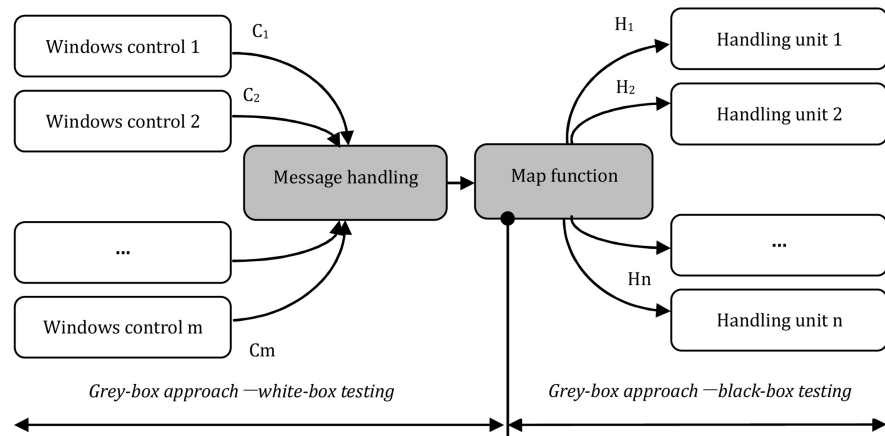 Windows control 1
C1
H1
Handling unit 1
Windows control 2
C2
H2
Handling unit 2
Message handling
Map function
...
...
Windows control m
Cm
Hn
Handling unit n
Grey-box approach —white-box testing
Grey-box approach —black-box testing